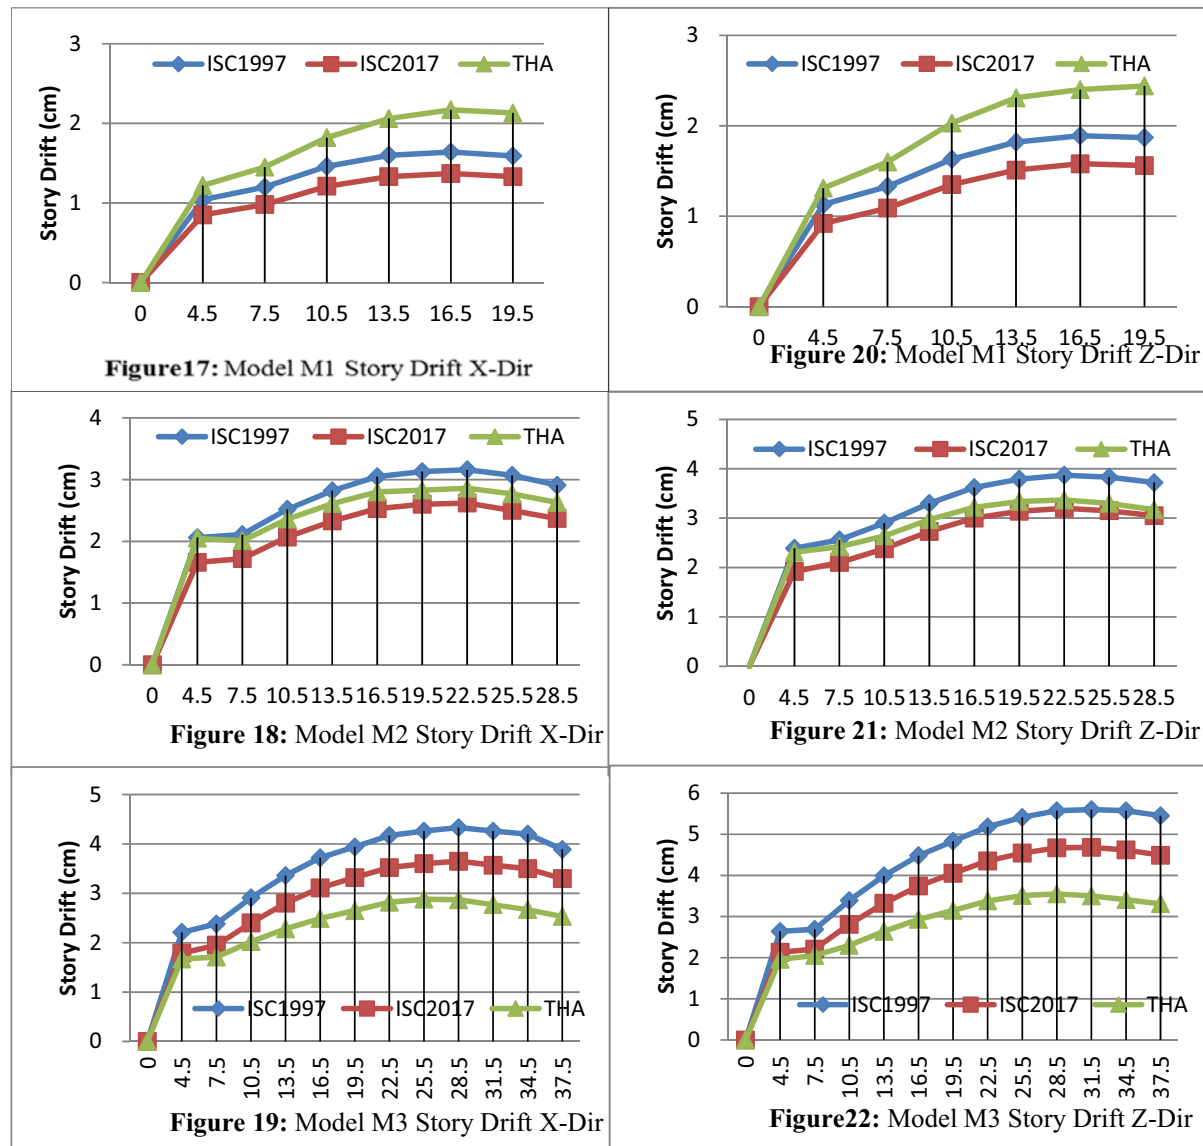 3
2
1
0
Story Drift (cm)
ISC1997 ISC2017 THA
0 4.5 7.5 10.5 13.5 16.5 19.5
Figure17: Model M1 Story Drift X-Dir
3
2
1
0
Story Drift (cm)
ISC1997 ISC2017 THA
0 4.5 7.5 10.5 13.5 16.5 19.5
Figure 20: Model M1 Story Drift Z-Dir
4
3
2
1
0
Story Drift (cm)
ISC1997 ISC2017 THA
0 4.5 7.5 10.5 13.5 16.5 19.5 22.5 25.5 28.5
Figure 18: Model M2 Story Drift X-Dir
5
4
3
2
1
0
Story Drift (cm)
ISC1997 ISC2017 THA
0 4.5 7.5 10.5 13.5 16.5 19.5 22.5 25.5 28.5
Figure 21: Model M2 Story Drift Z-Dir
5
4
3
2
1
0
Story Drift (cm)
ISC1997 ISC2017 THA
0 4.5 7.5 10.5 13.5 16.5 19.5 22.5 25.5 28.5 31.5 34.5 37.5
Figure 19: Model M3 Story Drift X-Dir
6
5
4
3
2
1
0
Story Drift (cm)
ISC1997 ISC2017 THA
0 4.5 7.5 10.5 13.5 16.5 19.5 22.5 25.5 28.5 31.5 34.5 37.5
Figure22: Model M3 Story Drift Z-Dir